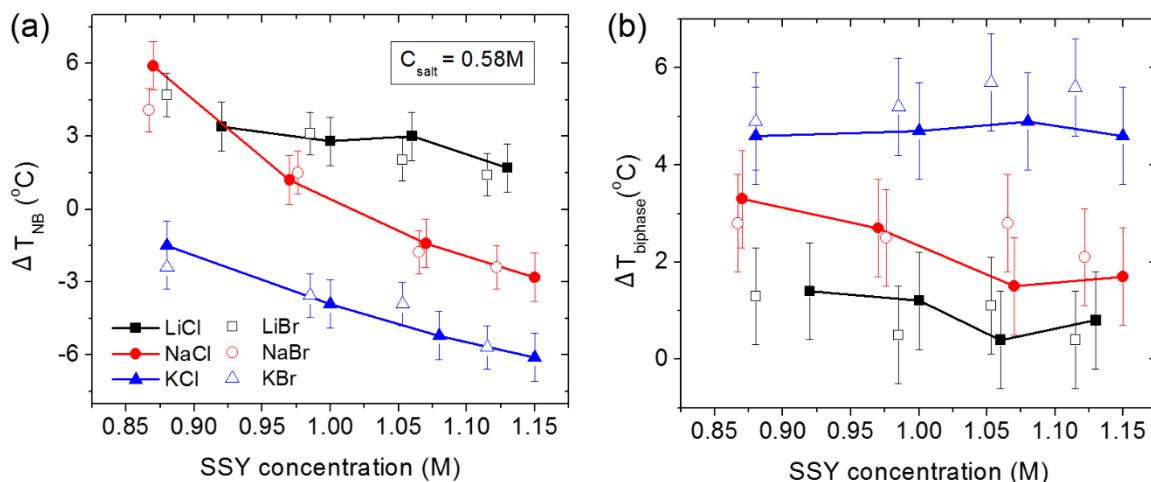 (a)
Δ T_NB (°C)
6
3
0
-3
-6
C_salt = 0.58M
LiCl LiBr
NaCl NaBr
KCl KBr
0.85 0.90 0.95 1.00 1.05 1.10 1.15
SSY concentration (M)
(b)
Δ T_biphase (°C)
6
4
2
0
0.85 0.90 0.95 1.00 1.05 1.10 1.15
SSY concentration (M)